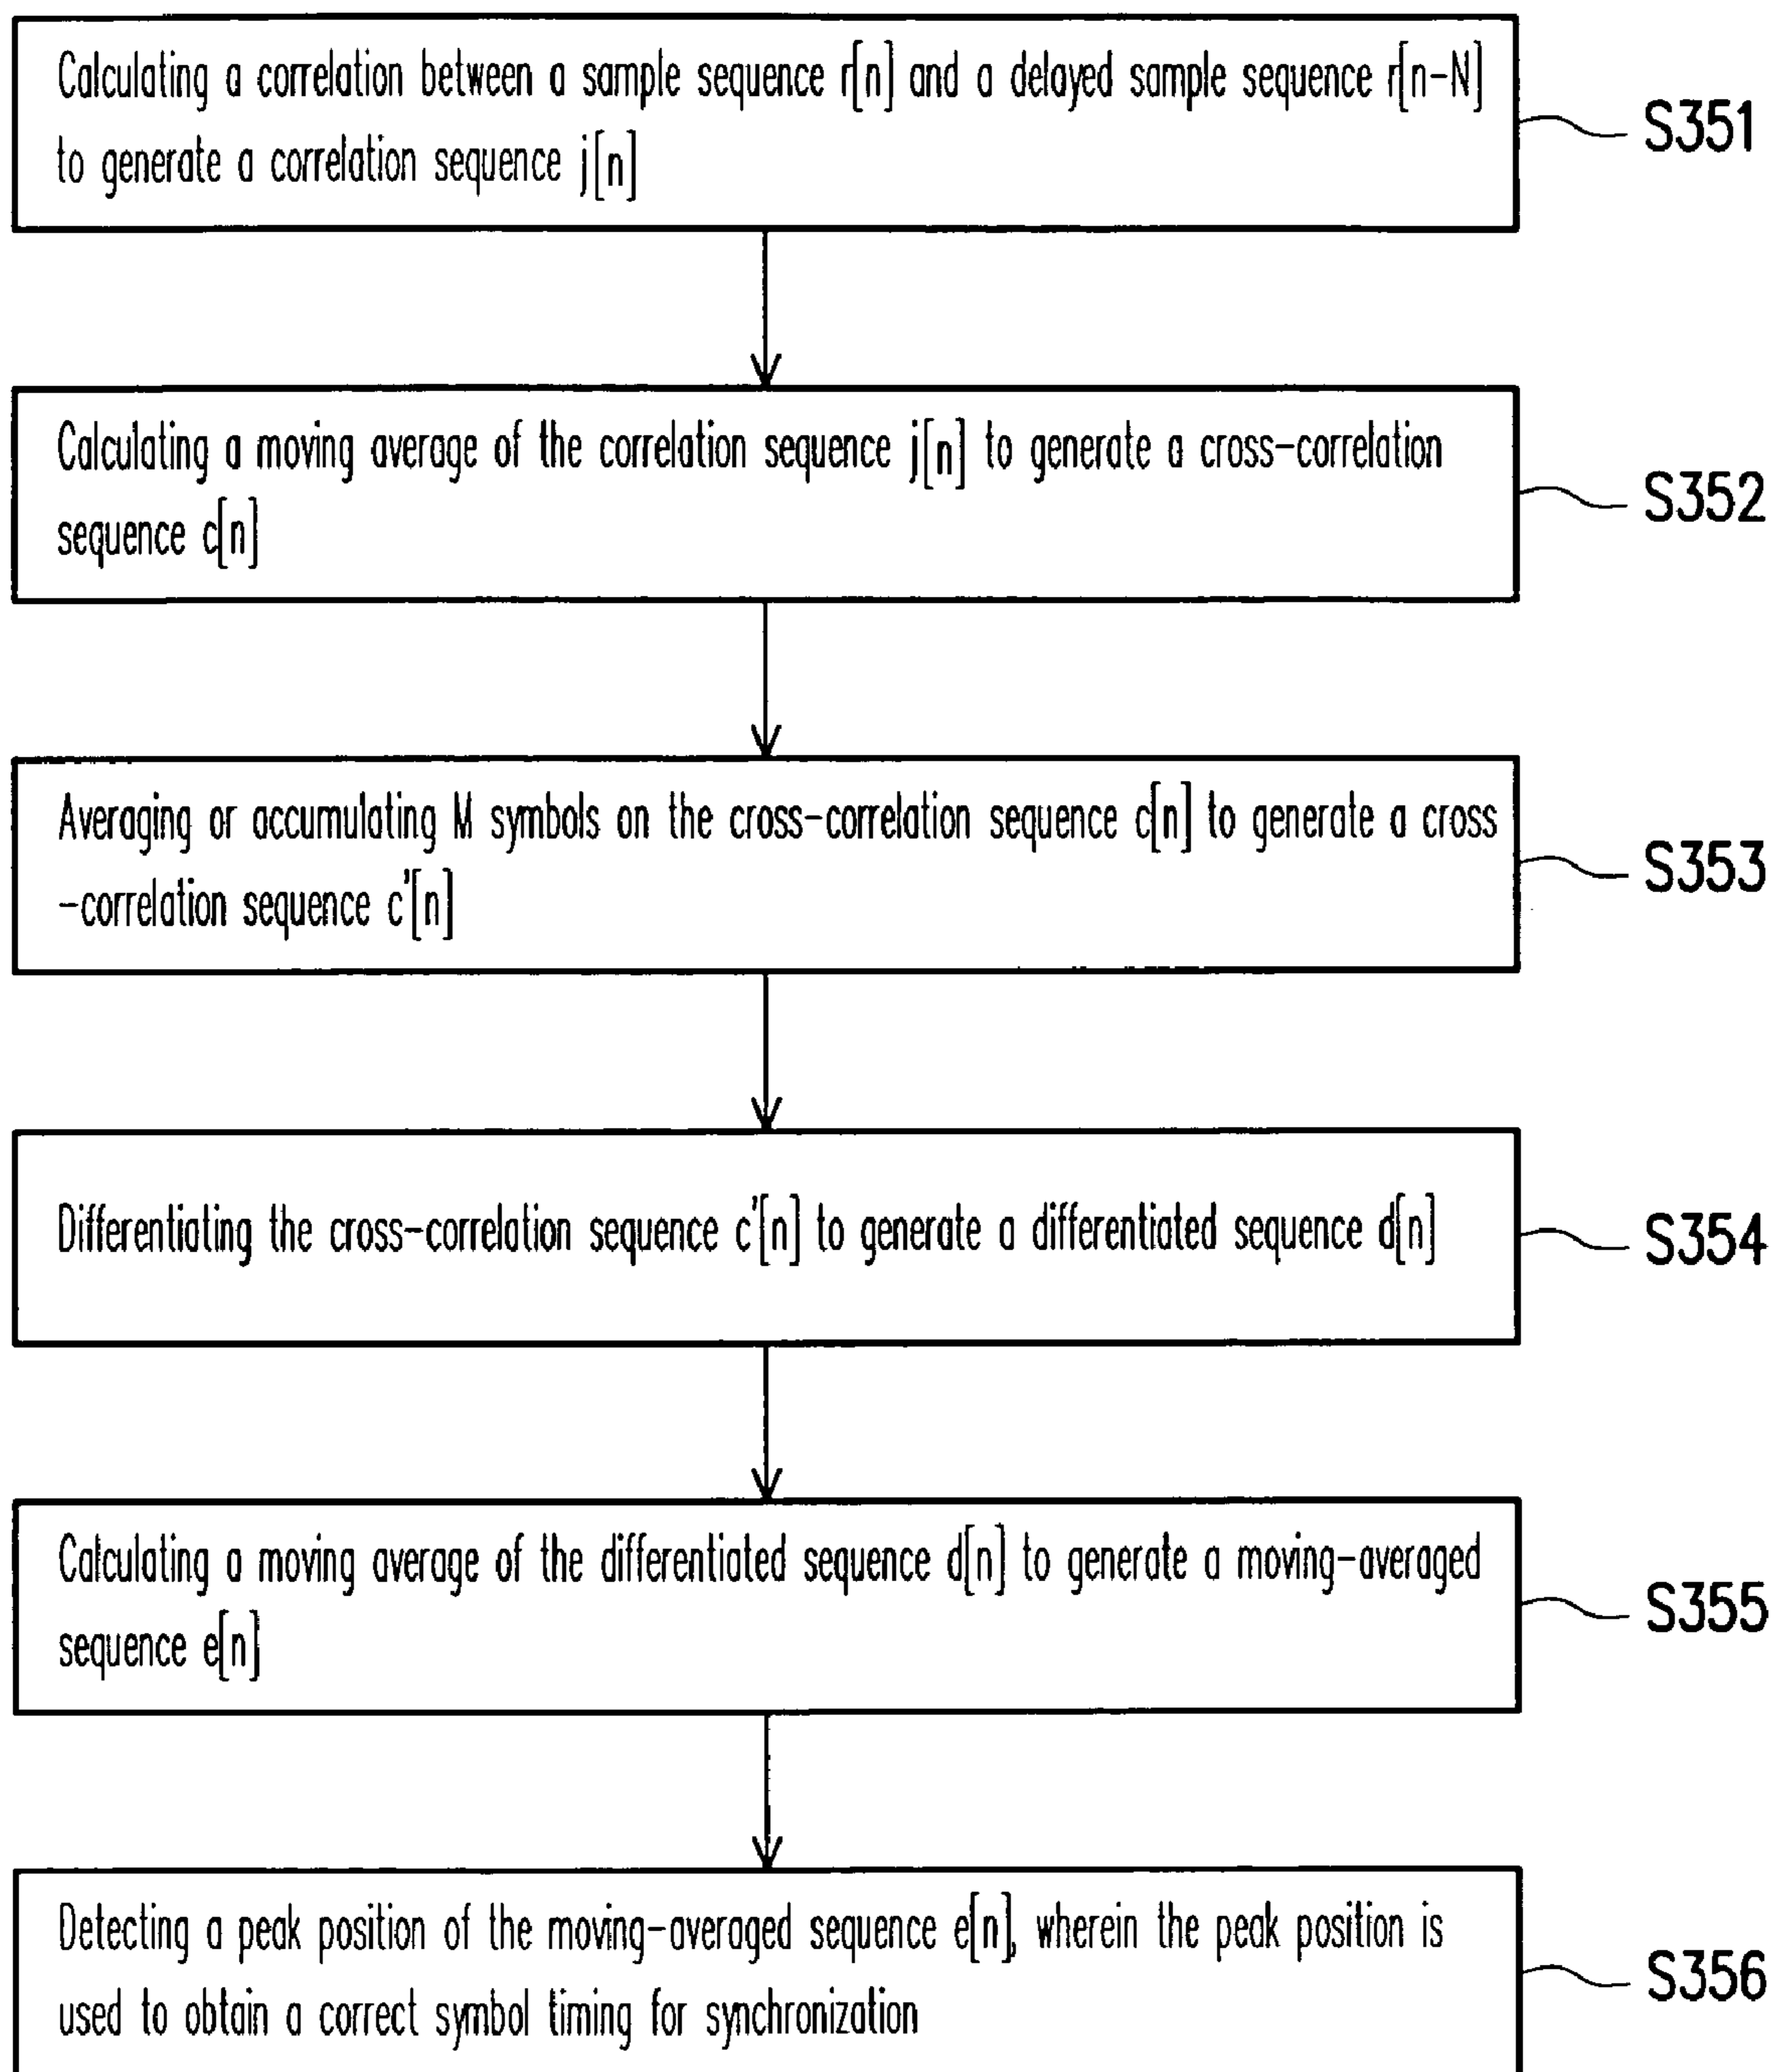 Calculating a correlation between a sample sequence r[n] and a delayed sample sequence r[n-N]
to generate a correlation sequence j[n]
S351
Calculating a moving average of the correlation sequence j[n] to generate a cross-correlation
sequence c[n]
S352
Averaging or accumulating M symbols on the cross-correlation sequence c[n] to generate a cross
-correlation sequence c'[n]
S353
Differentiating the cross-correlation sequence c'[n] to generate a differentiated sequence d[n]
S354
Calculating a moving average of the differentiated sequence d[n] to generate a moving-averaged
sequence e[n]
S355
Detecting a peak position of the moving-averaged sequence e[n], wherein the peak position is
used to obtain a correct symbol timing for synchronization
S356